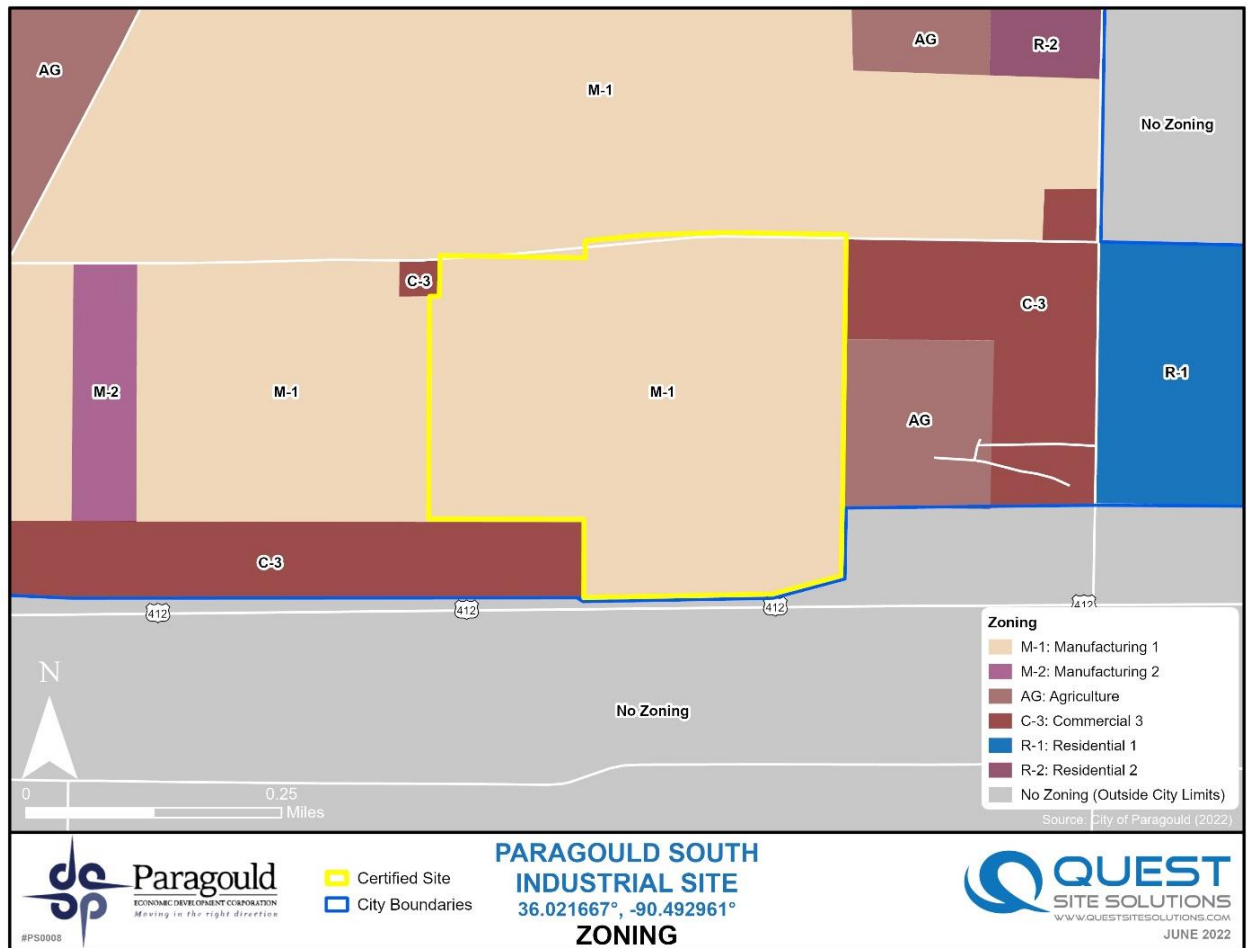 AG
R-2
AG
M-1
No Zoning
C-3
C-3
R-1
M-2
M-1
M-1
AG
C-3
412
412
412
412
Zoning
M-1: Manufacturing 1
M-2: Manufacturing 2
AG: Agriculture
C-3: Commercial 3
R-1: Residential 1
R-2: Residential 2
No Zoning (Outside City Limits)
No Zoning
N
0 0.25
Miles
Source: City of Paragould (2022)
Paragould
ECONOMIC DEVELOPMENT CORPORATION
Moving in the right direction
#PS0008
Certified Site
City Boundaries
PARAGOULD SOUTH
INDUSTRIAL SITE
36.021667°, -90.492961°
ZONING
QUEST
SITE SOLUTIONS
WWW.QUESTSITESOLUTIONS.COM
JUNE 2022